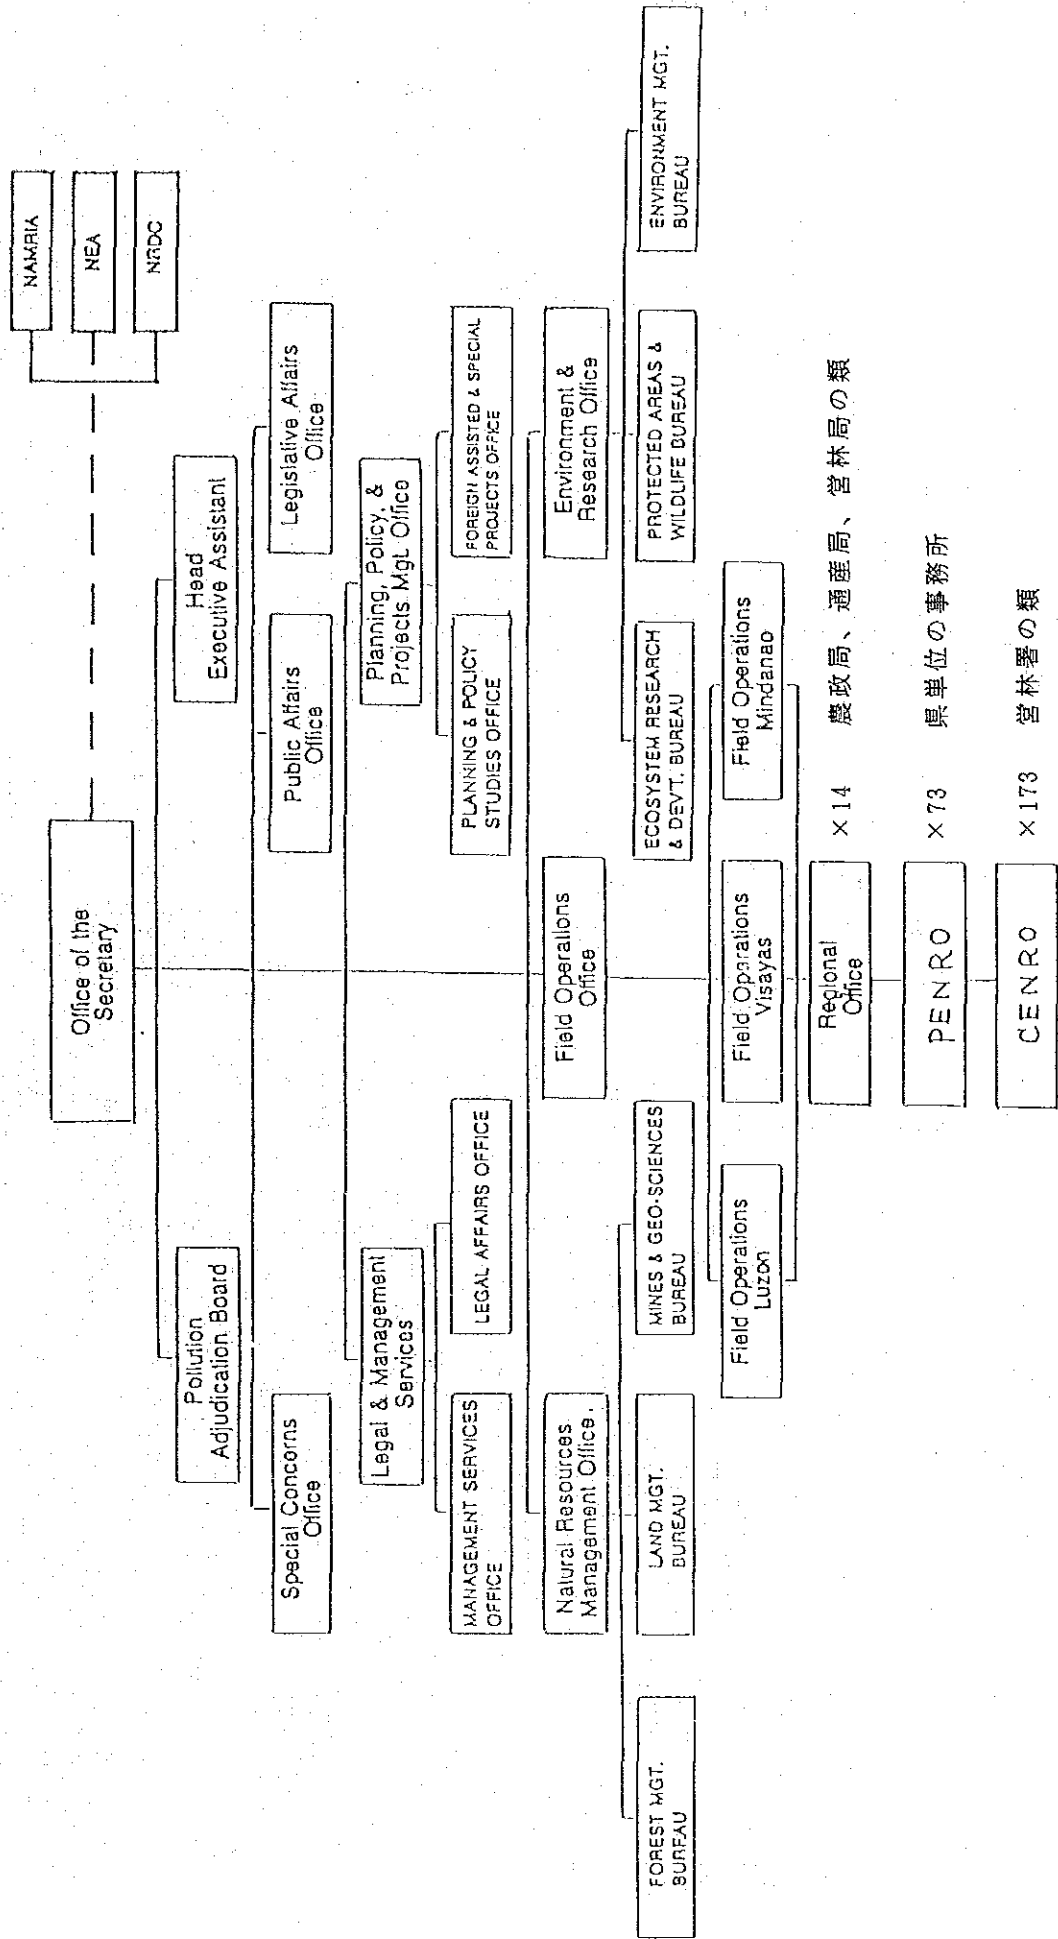 NAMRIA
NEA
NRDC
Office of the
Secretary
Pollution
Adjudication Board
Head
Executive Assistant
Special Concerns
Office
Public Affairs
Office
Legislative Affairs
Office
Legal & Management
Services
Planning, Policy, &
Projects Mgt. Office
MANAGEMENT SERVICES
OFFICE
LEGAL AFFAIRS OFFICE
PLANNING & POLICY
STUDIES OFFICE
FOREIGN ASSISTED & SPECIAL
PROJECTS OFFICE
Natural Resources
Management Office.
Field Operations
Office
Environment &
Research Office
FOREST MGT.
BUREAU
LAND MGT.
BUREAU
MINES & GEO-SCIENCES
BUREAU
ECOSYSTEM RESEARCH
& DEVT. BUREAU
PROTECTED AREAS &
WILDLIFE BUREAU
ENVIRONMENT MGT.
BUREAU
Field Operations
Luzon
Field Operations
Visayas
Field Operations
Mindanao
Regional
Office
×14 農政局、通産局、営林局の類
PENRO
×73 県単位の事務所
CENRO
×173 営林署の類